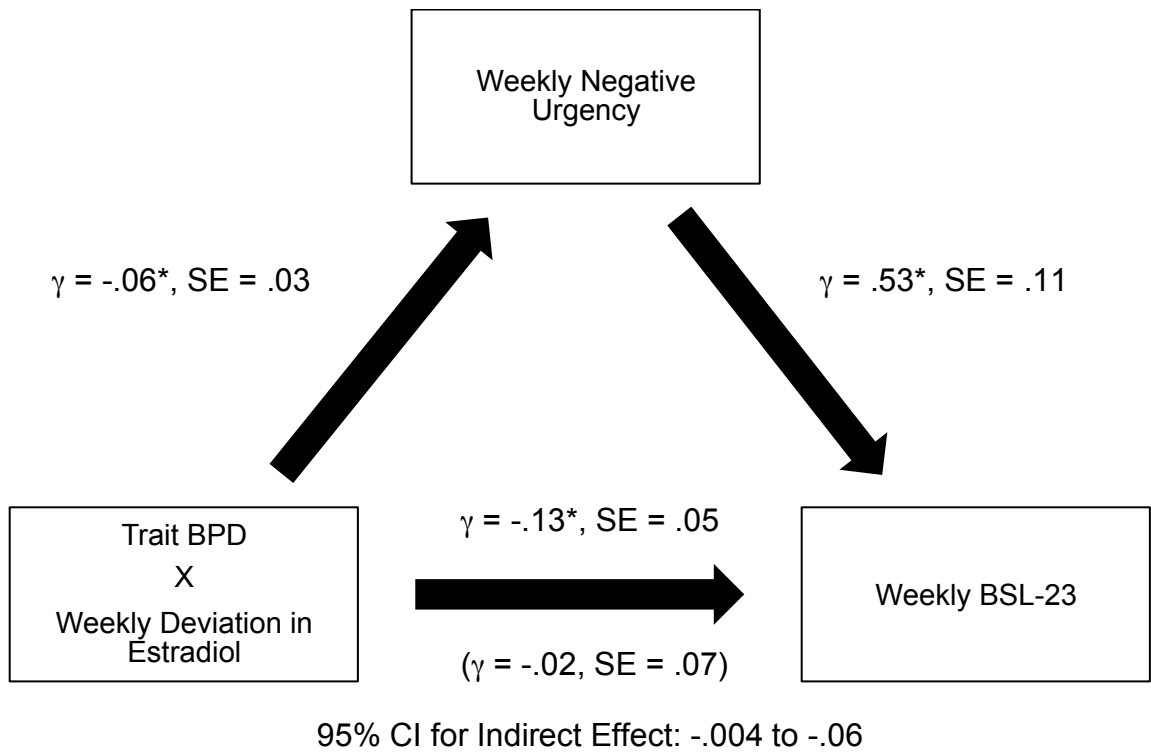 Weekly Negative
Urgency
γ = -.06*, SE = .03
γ = .53*, SE = .11
Trait BPD
X
Weekly Deviation in
Estradiol
γ = -.13*, SE = .05
(γ = -.02, SE = .07)
Weekly BSL-23
95% CI for Indirect Effect: -.004 to -.06